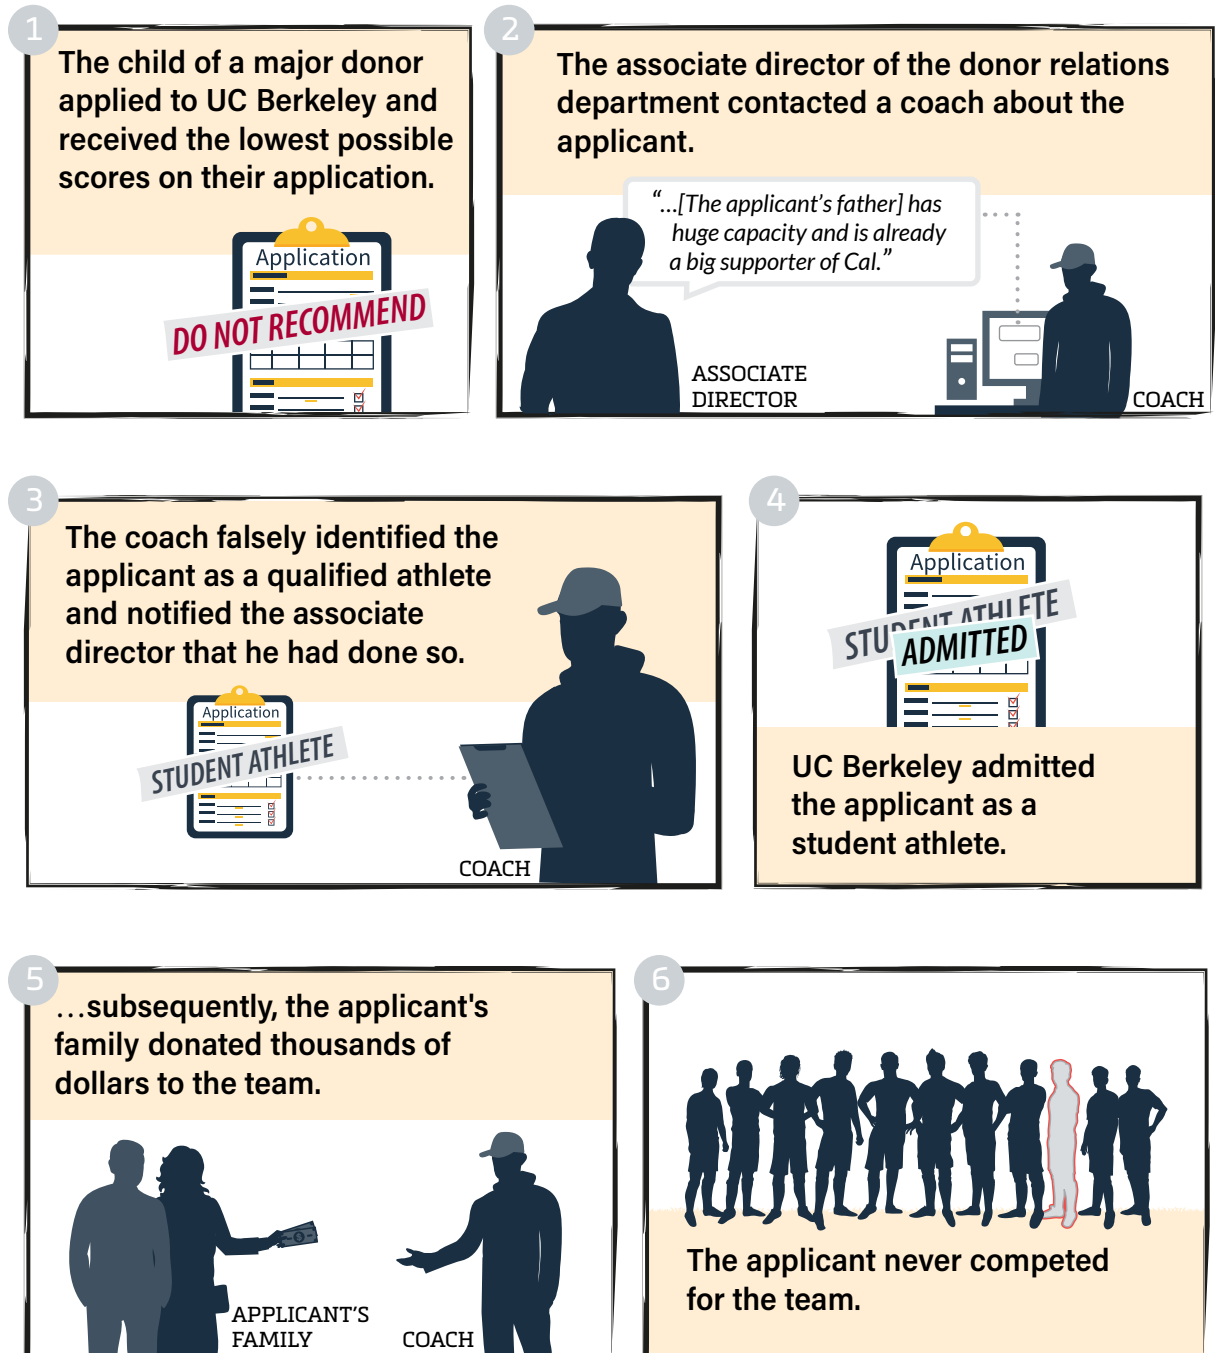 1
The child of a major donor
applied to UC Berkeley and
received the lowest possible
scores on their application.
Application
DO NOT RECOMMEND
2
The associate director of the donor relations
department contacted a coach about the
applicant.
“…[The applicant’s father] has
huge capacity and is already
a big supporter of Cal.”
ASSOCIATE
DIRECTOR
COACH
3
The coach falsely identified the
applicant as a qualified athlete
and notified the associate
director that he had done so.
Application
STUDENT ATHLETE
COACH
4
Application
STUDENT ATHLETE
ADMITTED
UC Berkeley admitted
the applicant as a
student athlete.
5
…subsequently, the applicant's
family donated thousands of
dollars to the team.
$
APPLICANT’S
FAMILY
COACH
6
The applicant never competed
for the team.